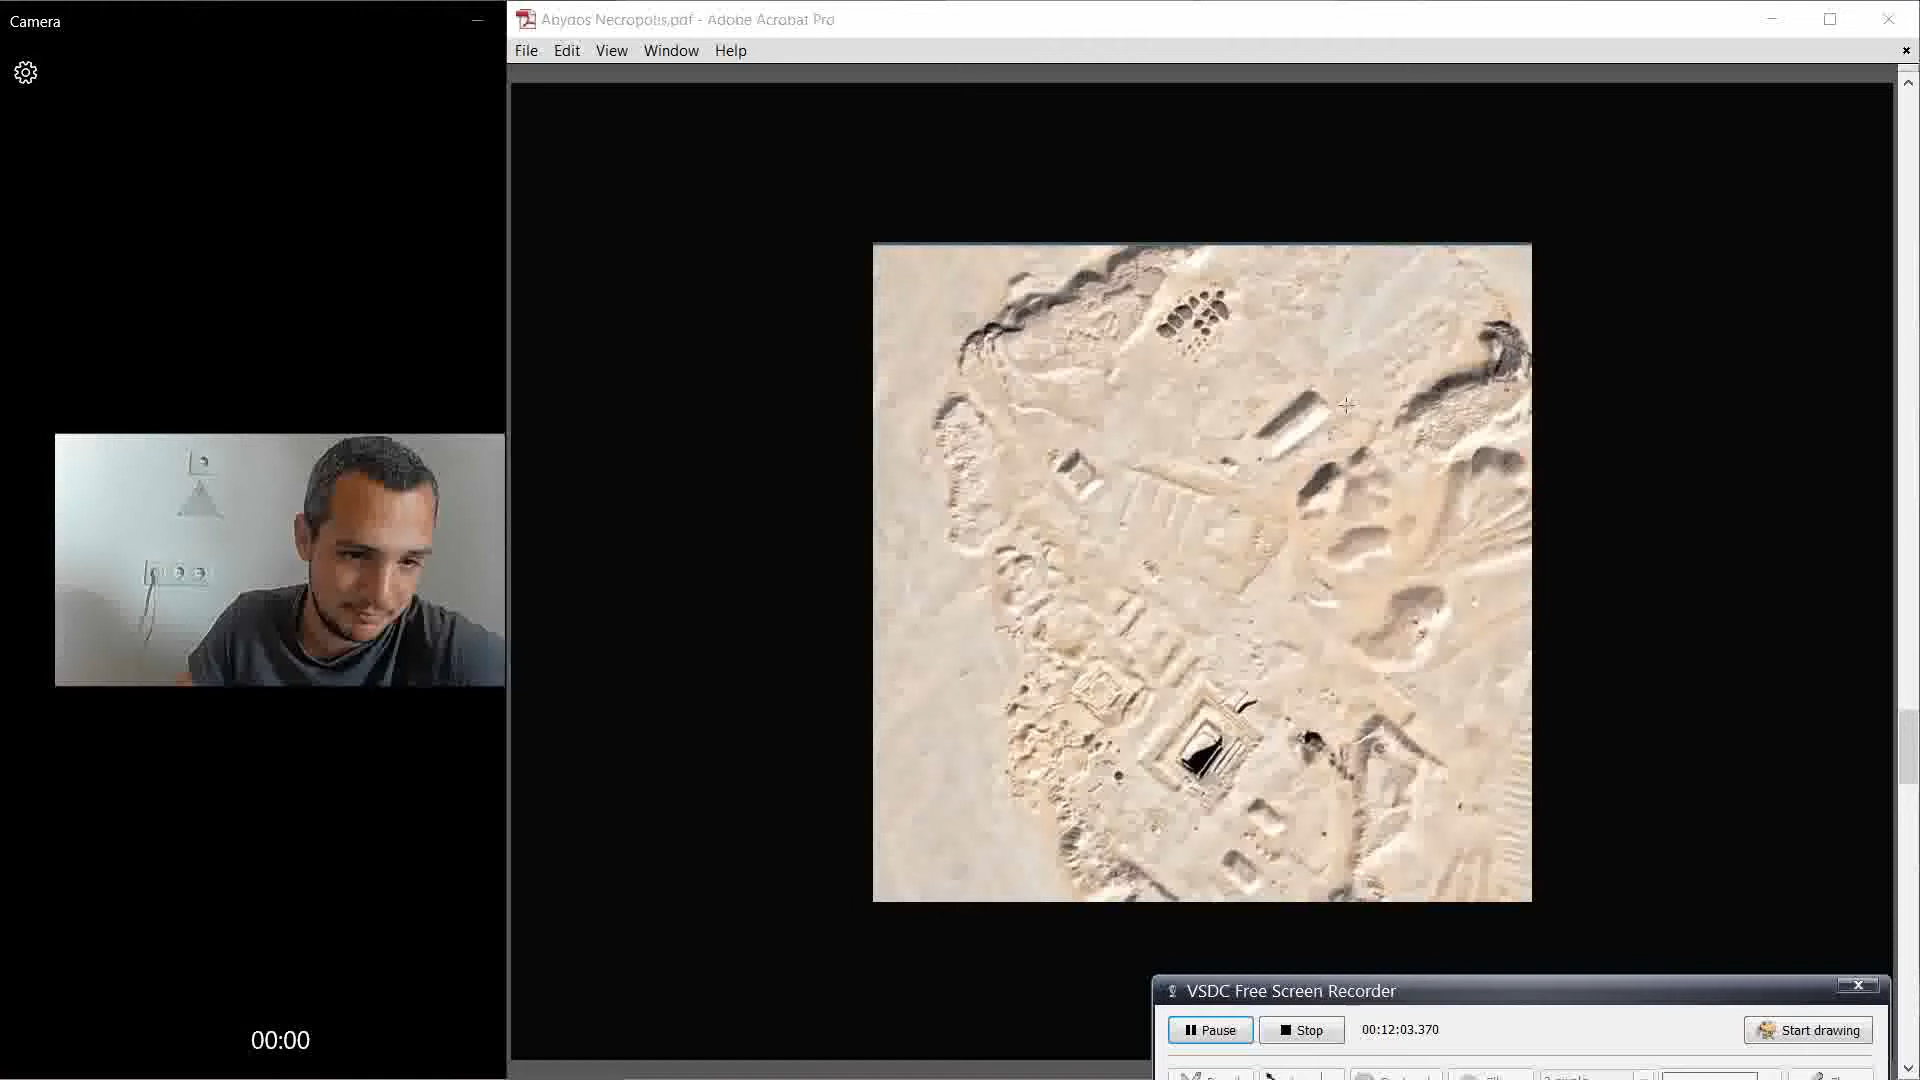 Camera
Abydos Necropolis.pdf - Adobe Acrobat Pro
File Edit View Window Help
00:00
VSDC Free Screen Recorder
Pause Stop 00:12:03.370 Start drawing